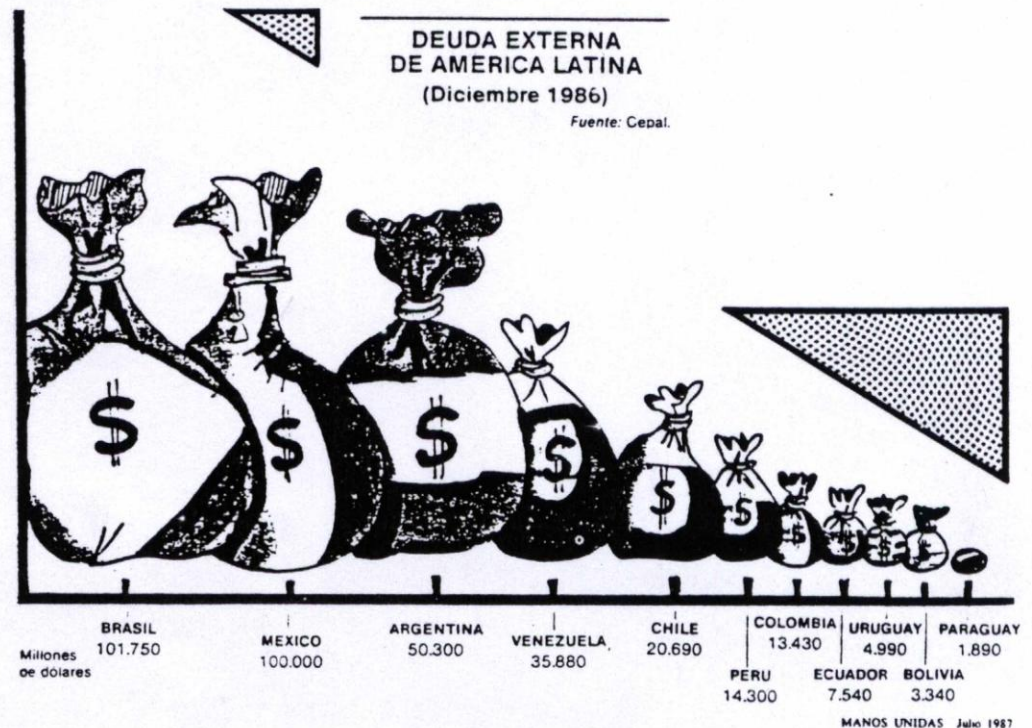 DEUDA EXTERNA
DE AMERICA LATINA
(Diciembre 1986)
Fuente: Cepal.
$ $ $ $ $ $ $ $ $ $
Millones
de dólares
BRASIL
101.750
MEXICO
100.000
ARGENTINA
50.300
VENEZUELA
35.880
CHILE
20.690
PERU
14.300
COLOMBIA
13.430
ECUADOR
7.540
URUGUAY
4.990
BOLIVIA
3.340
PARAGUAY
1.890
MANOS UNIDAS Julio 1987